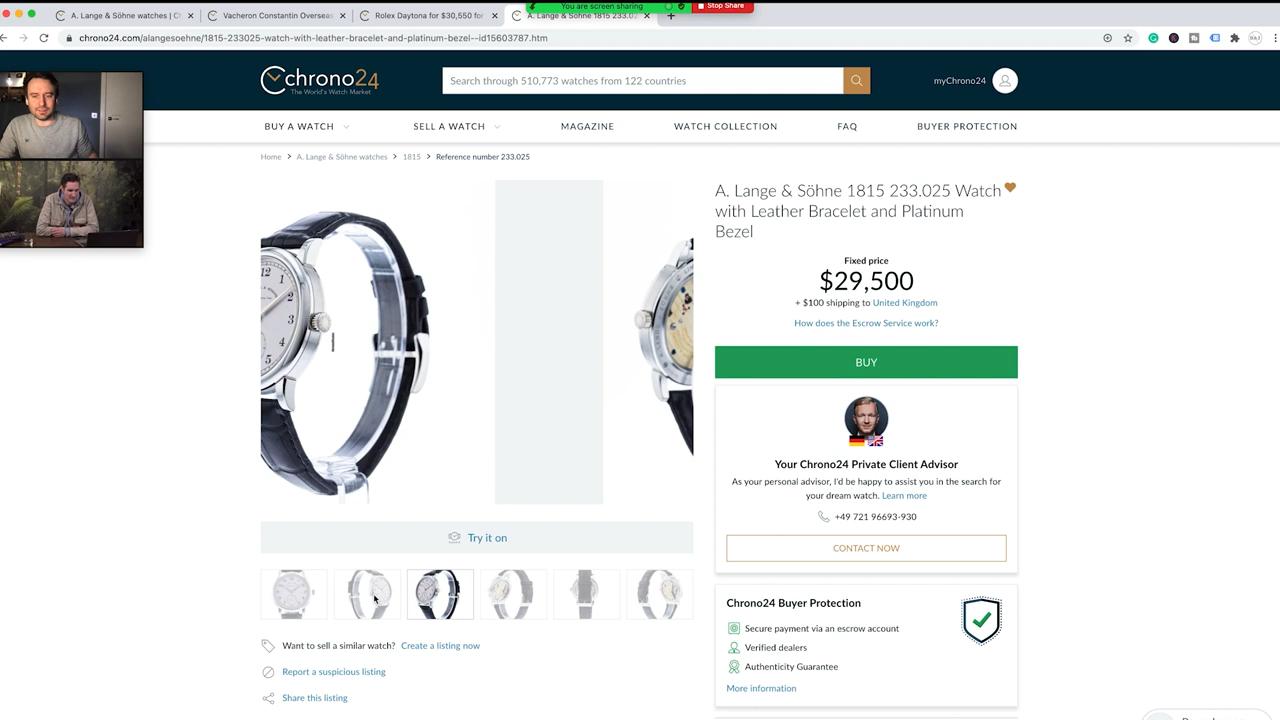 You are screen sharing
Stop Share
A. Lange & Söhne watches | C
Vacheron Constantin Overseas
Rolex Daytona for $30,550 for
A. Lange & Söhne 1815 233.02
chrono24.com/alangesoehne/1815-233025-watch-with-leather-bracelet-and-platinum-bezel--id15603787.htm
chrono24
The World's Watch Market
Search through 510,773 watches from 122 countries
myChrono24
BUY A WATCH
SELL A WATCH
MAGAZINE
WATCH COLLECTION
FAQ
BUYER PROTECTION
Home > A. Lange & Söhne watches > 1815 > Reference number 233.025
A. Lange & Söhne 1815 233.025 Watch
with Leather Bracelet and Platinum
Bezel
Fixed price
$29,500
+ $100 shipping to United Kingdom
How does the Escrow Service work?
BUY
Your Chrono24 Private Client Advisor
As your personal advisor, I'd be happy to assist you in the search for
your dream watch. Learn more
+49 721 96693-930
CONTACT NOW
Try it on
Want to sell a similar watch? Create a listing now
Report a suspicious listing
Share this listing
Chrono24 Buyer Protection
Secure payment via an escrow account
Verified dealers
Authenticity Guarantee
More information